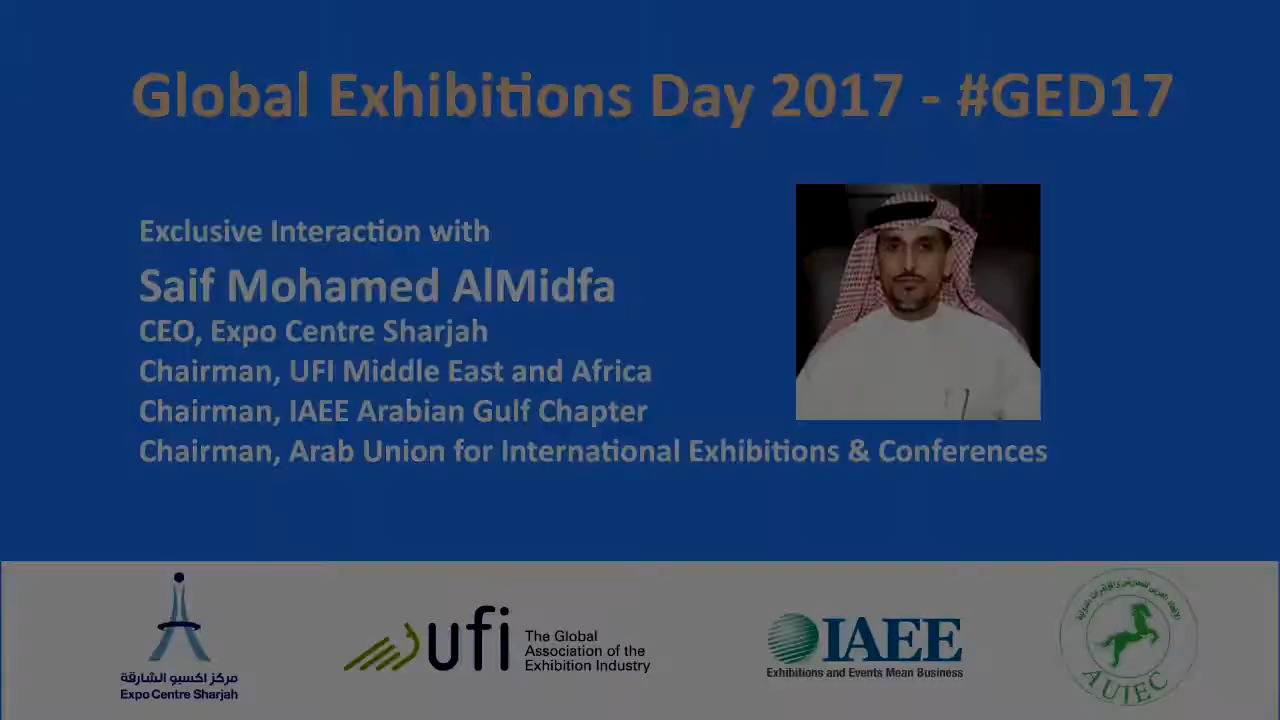 Global Exhibitions Day 2017 - #GED17
Exclusive Interaction with
Saif Mohamed AlMidfa
CEO, Expo Centre Sharjah
Chairman, UFI Middle East and Africa
Chairman, IAEE Arabian Gulf Chapter
Chairman, Arab Union for International Exhibitions & Conferences
مركز اكسبو الشارقة
Expo Centre Sharjah
ufi
The Global
Association of the
Exhibition Industry
IAEE
Exhibitions and Events Mean Business
AUIEC